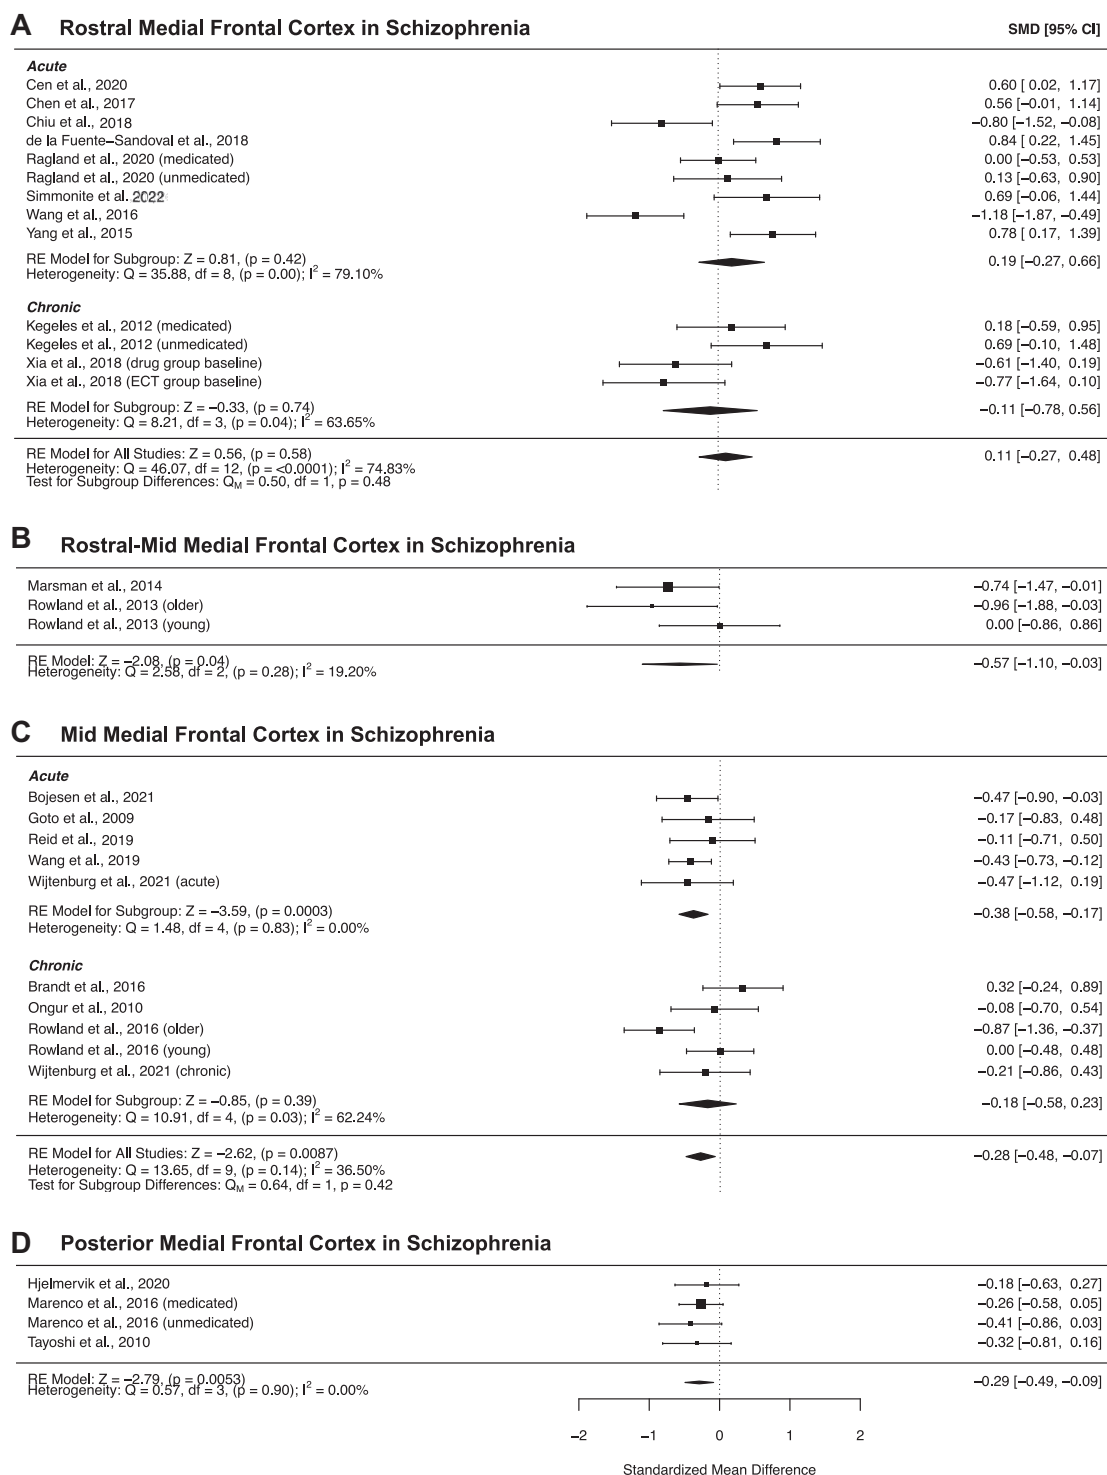 A Rostral Medial Frontal Cortex in Schizophrenia SMD [95% CI]
Acute
Cen et al., 2020 0.60 [ 0.02, 1.17]
Chen et al., 2017 0.56 [−0.01, 1.14]
Chiu et al., 2018 −0.80 [−1.52, −0.08]
de la Fuente−Sandoval et al., 2018 0.84 [ 0.22, 1.45]
Ragland et al., 2020 (medicated) 0.00 [−0.53, 0.53]
Ragland et al., 2020 (unmedicated) 0.13 [−0.63, 0.90]
Simmonite et al. 2022 0.69 [−0.06, 1.44]
Wang et al., 2016 −1.18 [−1.87, −0.49]
Yang et al., 2015 0.78 [ 0.17, 1.39]
RE Model for Subgroup: Z = 0.81, (p = 0.42) 0.19 [−0.27, 0.66]
Heterogeneity: Q = 35.88, df = 8, (p = 0.00); I² = 79.10%
Chronic
Kegeles et al., 2012 (medicated) 0.18 [−0.59, 0.95]
Kegeles et al., 2012 (unmedicated) 0.69 [−0.10, 1.48]
Xia et al., 2018 (drug group baseline) −0.61 [−1.40, 0.19]
Xia et al., 2018 (ECT group baseline) −0.77 [−1.64, 0.10]
RE Model for Subgroup: Z = −0.33, (p = 0.74) −0.11 [−0.78, 0.56]
Heterogeneity: Q = 8.21, df = 3, (p = 0.04); I² = 63.65%
RE Model for All Studies: Z = 0.56, (p = 0.58) 0.11 [−0.27, 0.48]
Heterogeneity: Q = 46.07, df = 12, (p = <0.0001); I² = 74.83%
Test for Subgroup Differences: Q_M = 0.50, df = 1, p = 0.48
B Rostral-Mid Medial Frontal Cortex in Schizophrenia
Marsman et al., 2014 −0.74 [−1.47, −0.01]
Rowland et al., 2013 (older) −0.96 [−1.88, −0.03]
Rowland et al., 2013 (young) 0.00 [−0.86, 0.86]
RE Model: Z = −2.08, (p = 0.04) −0.57 [−1.10, −0.03]
Heterogeneity: Q = 2.58, df = 2, (p = 0.28); I² = 19.20%
C Mid Medial Frontal Cortex in Schizophrenia
Acute
Bojesen et al., 2021 −0.47 [−0.90, −0.03]
Goto et al., 2009 −0.17 [−0.83, 0.48]
Reid et al., 2019 −0.11 [−0.71, 0.50]
Wang et al., 2019 −0.43 [−0.73, −0.12]
Wijtenburg et al., 2021 (acute) −0.47 [−1.12, 0.19]
RE Model for Subgroup: Z = −3.59, (p = 0.0003) −0.38 [−0.58, −0.17]
Heterogeneity: Q = 1.48, df = 4, (p = 0.83); I² = 0.00%
Chronic
Brandt et al., 2016 0.32 [−0.24, 0.89]
Ongur et al., 2010 −0.08 [−0.70, 0.54]
Rowland et al., 2016 (older) −0.87 [−1.36, −0.37]
Rowland et al., 2016 (young) 0.00 [−0.48, 0.48]
Wijtenburg et al., 2021 (chronic) −0.21 [−0.86, 0.43]
RE Model for Subgroup: Z = −0.85, (p = 0.39) −0.18 [−0.58, 0.23]
Heterogeneity: Q = 10.91, df = 4, (p = 0.03); I² = 62.24%
RE Model for All Studies: Z = −2.62, (p = 0.0087) −0.28 [−0.48, −0.07]
Heterogeneity: Q = 13.65, df = 9, (p = 0.14); I² = 36.50%
Test for Subgroup Differences: Q_M = 0.64, df = 1, p = 0.42
D Posterior Medial Frontal Cortex in Schizophrenia
Hjelmervik et al., 2020 −0.18 [−0.63, 0.27]
Marenco et al., 2016 (medicated) −0.26 [−0.58, 0.05]
Marenco et al., 2016 (unmedicated) −0.41 [−0.86, 0.03]
Tayoshi et al., 2010 −0.32 [−0.81, 0.16]
RE Model: Z = −2.79, (p = 0.0053) −0.29 [−0.49, −0.09]
Heterogeneity: Q = 0.57, df = 3, (p = 0.90); I² = 0.00%
−2 −1 0 1 2
Standardized Mean Difference